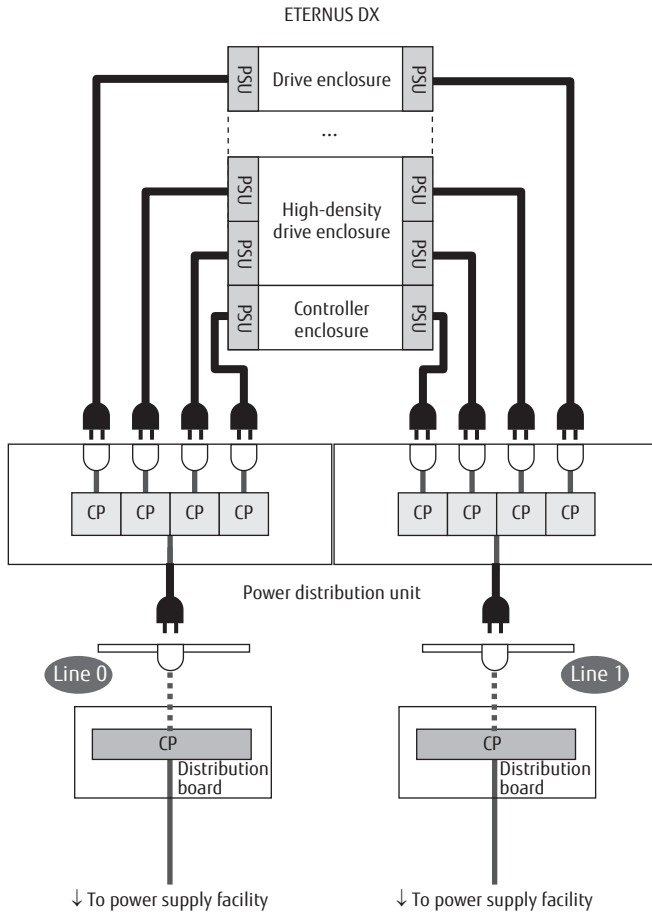 ETERNUS DX
PSU Drive enclosure PSU
...
PSU PSU
High-density
drive enclosure
PSU PSU
Controller
enclosure
PSU PSU
CP CP CP CP CP CP CP CP
Power distribution unit
Line 0 Line 1
CP CP
Distribution
board
Distribution
board
↓ To power supply facility ↓ To power supply facility